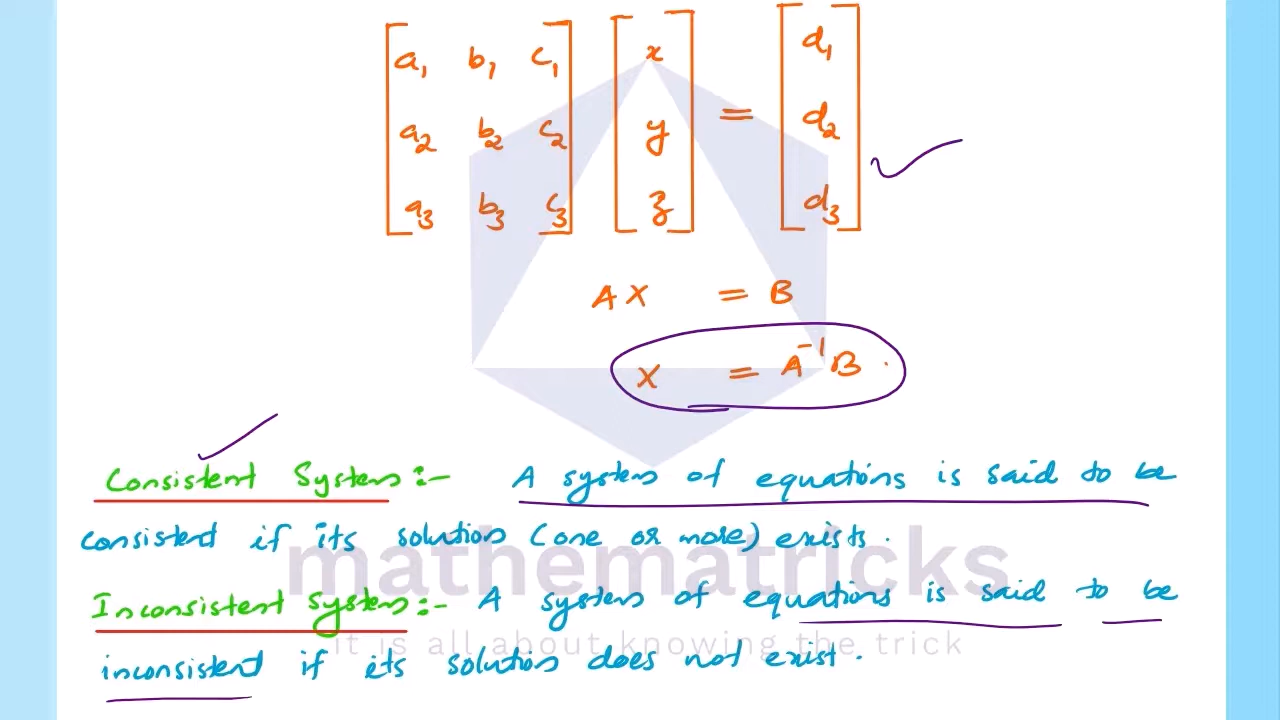 [a₁ b₁ c₁] [x] = [d₁]
[a₂ b₂ c₂] [y] = [d₂]
[a₃ b₃ c₃] [z] = [d₃]
AX = B
X = A⁻¹B.
Consistent System:- A system of equations is said to be
consistent if its solution (one or more) exists.
mathematricks
Inconsistent System:- A system of equations is said to be
it is all about knowing the trick
inconsistent if its solution does not exist.